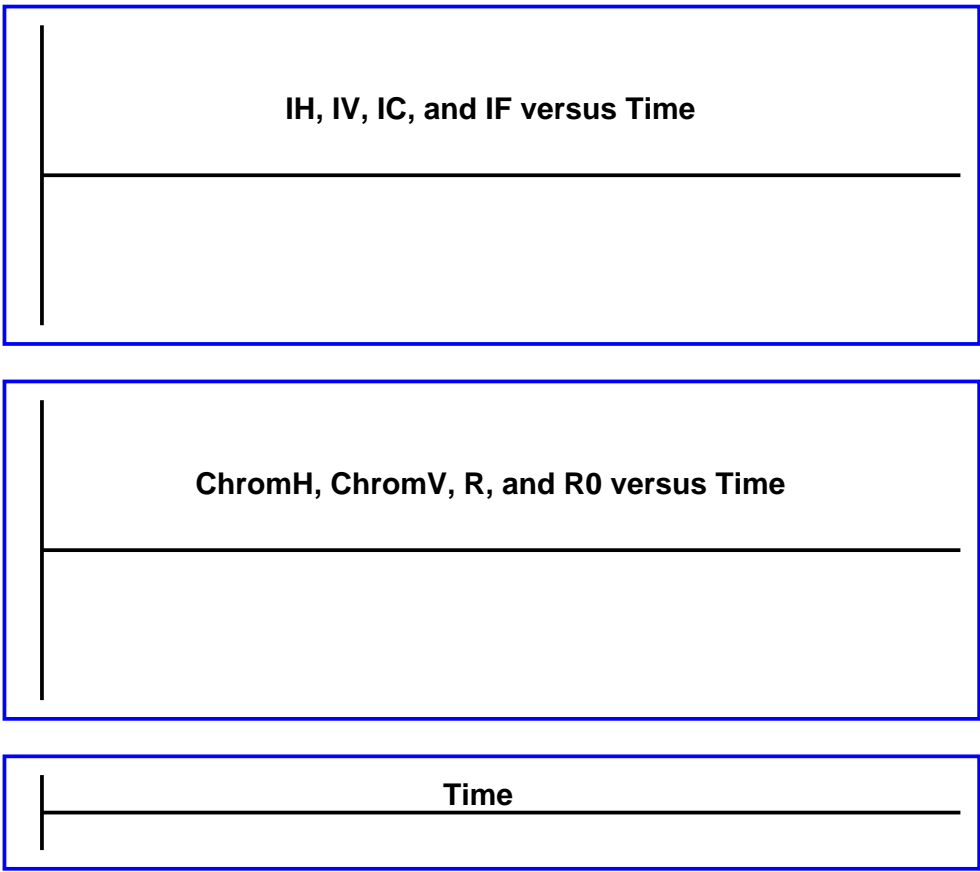 IH, IV, IC, and IF versus Time
ChromH, ChromV, R, and R0 versus Time
Time